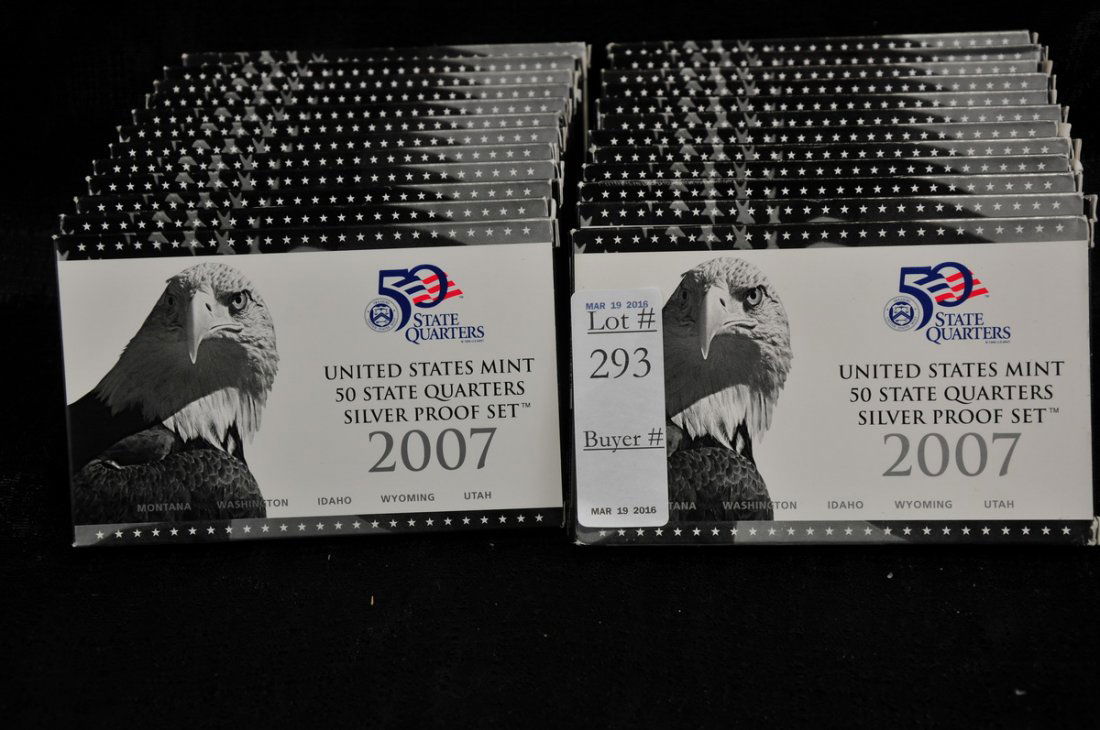 50
STATE
QUARTERS
UNITED STATES MINT
50 STATE QUARTERS
SILVER PROOF SET™
2007
MONTANA WASHINGTON IDAHO WYOMING UTAH
MAR 19 2016
Lot #
293
Buyer #
MAR 19 2016
50
STATE
QUARTERS
UNITED STATES MINT
50 STATE QUARTERS
SILVER PROOF SET™
2007
TANA WASHINGTON IDAHO WYOMING UTAH